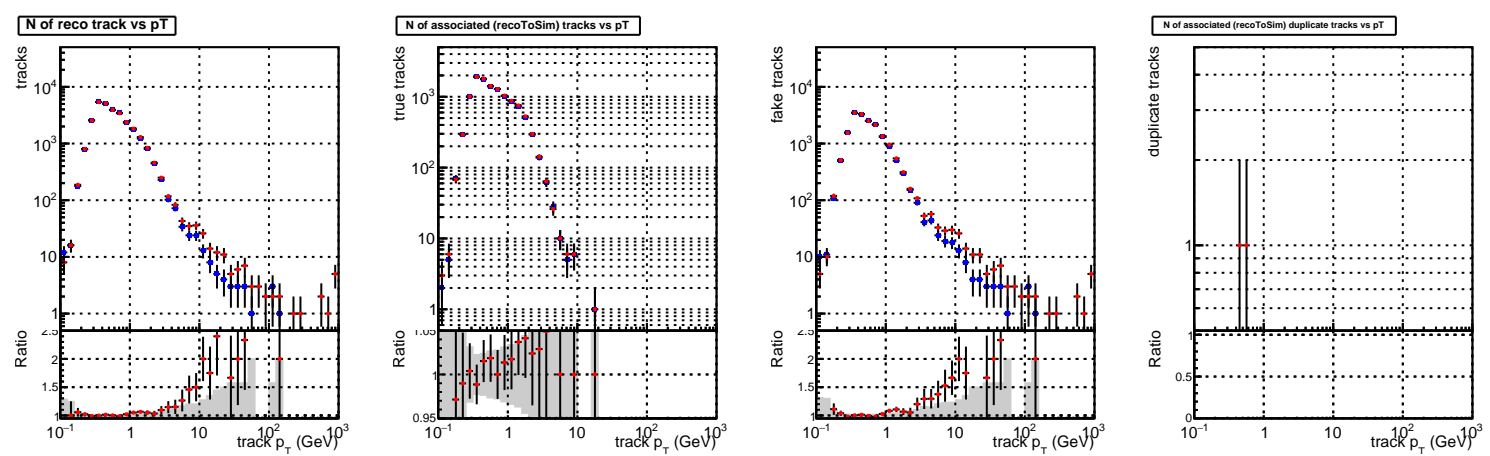 N of reco track vs pT
tracks
10^4
10^3
10^2
10
1
Ratio
2.5
2
1.5
1
10^-1 1 10 10^2 10^3
track p_T (GeV)
N of associated (recoToSim) tracks vs pT
true tracks
10^3
10^2
10
1
Ratio
1.05
1
0.95
10^-1 1 10 10^2 10^3
track p_T (GeV)
fake tracks
10^4
10^3
10^2
10
1
Ratio
2.5
2
1.5
1
10^-1 1 10 10^2 10^3
track p_T (GeV)
N of associated (recoToSim) duplicate tracks vs pT
duplicate tracks
1
Ratio
1
0.5
0
10^-1 1 10 10^2 10^3
track p_T (GeV)